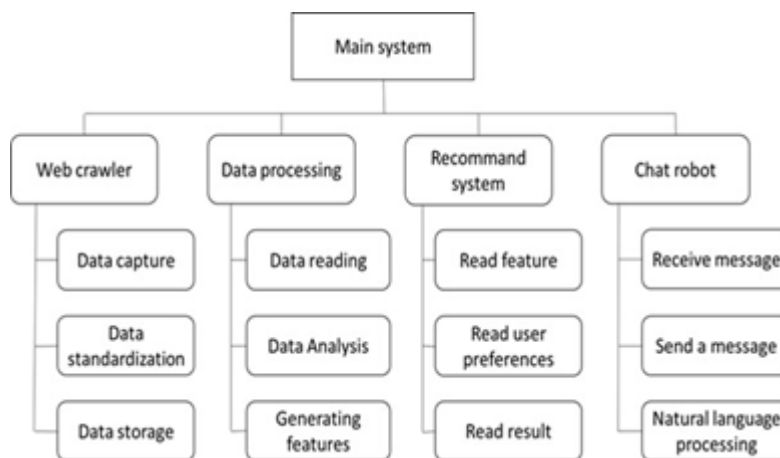 Main system
Web crawler
Data processing
Recommand
system
Chat robot
Data capture
Data reading
Read feature
Receive message
Data
standardization
Data Analysis
Read user
preferences
Send a message
Data storage
Generating
features
Read result
Natural language
processing